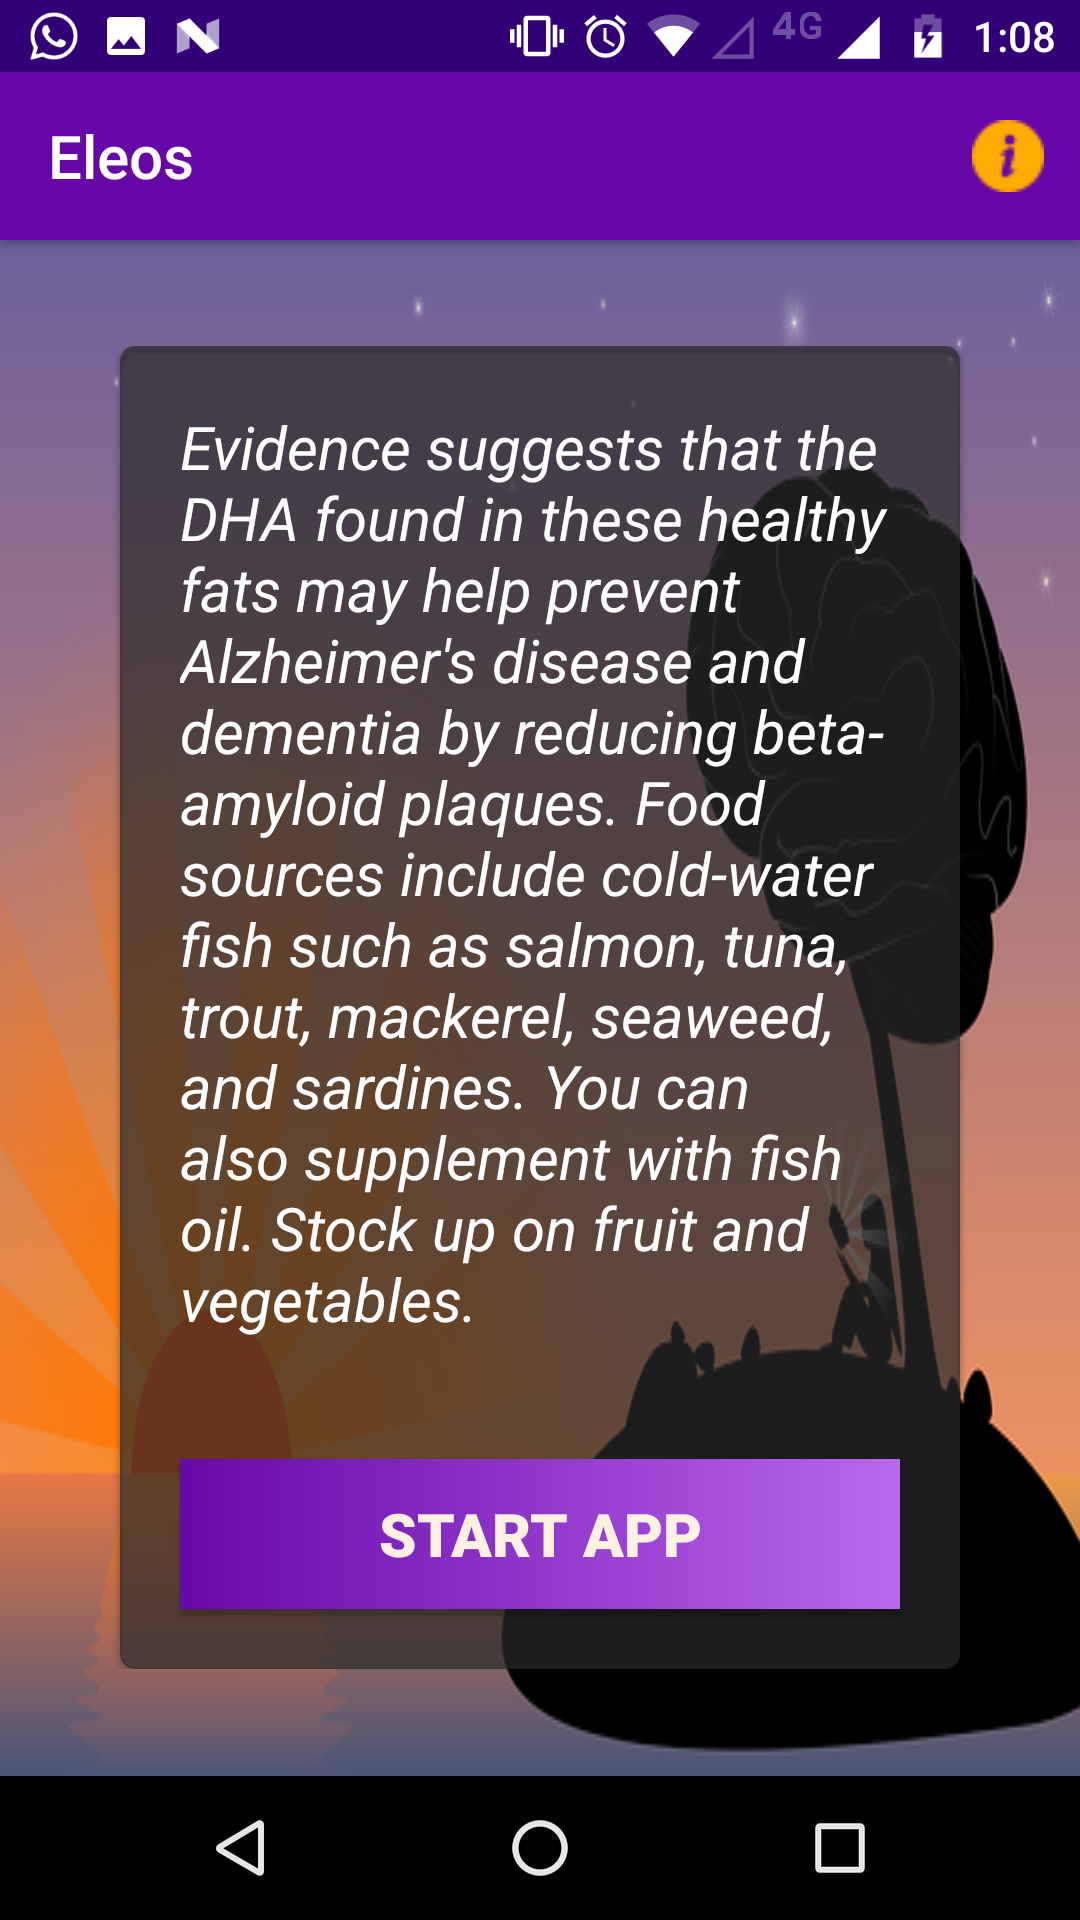 4G 1:08
Eleos
Evidence suggests that the
DHA found in these healthy
fats may help prevent
Alzheimer's disease and
dementia by reducing beta-
amyloid plaques. Food
sources include cold-water
fish such as salmon, tuna,
trout, mackerel, seaweed,
and sardines. You can
also supplement with fish
oil. Stock up on fruit and
vegetables.
START APP